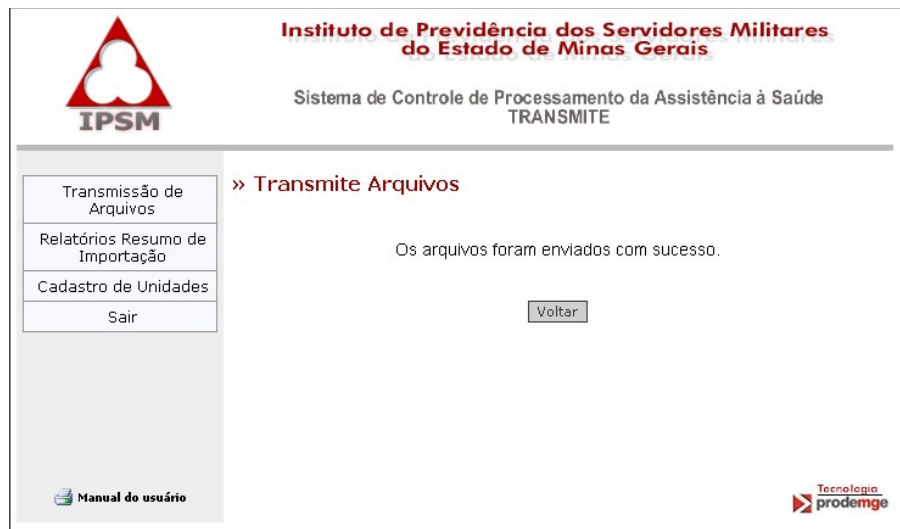 Instituto de Previdência dos Servidores Militares
do Estado de Minas Gerais
Sistema de Controle de Processamento da Assistência à Saúde
TRANSMITE
IPSM
Transmissão de
Arquivos
Relatórios Resumo de
Importação
Cadastro de Unidades
Sair
» Transmite Arquivos
Os arquivos foram enviados com sucesso.
Voltar
Manual do usuário
Tecnologia
prodemge